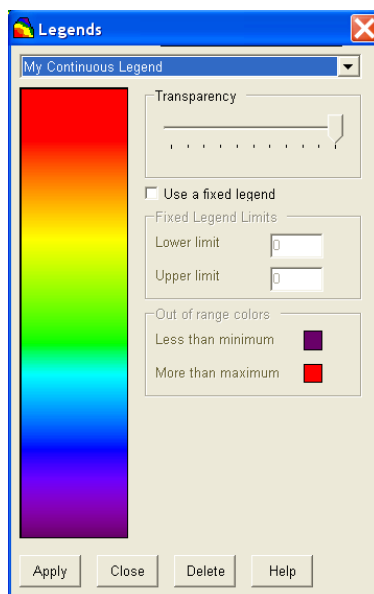 Legends
My Continuous Legend
Transparency
Use a fixed legend
Fixed Legend Limits
Lower limit 0
Upper limit 0
Out of range colors
Less than minimum
More than maximum
Apply Close Delete Help